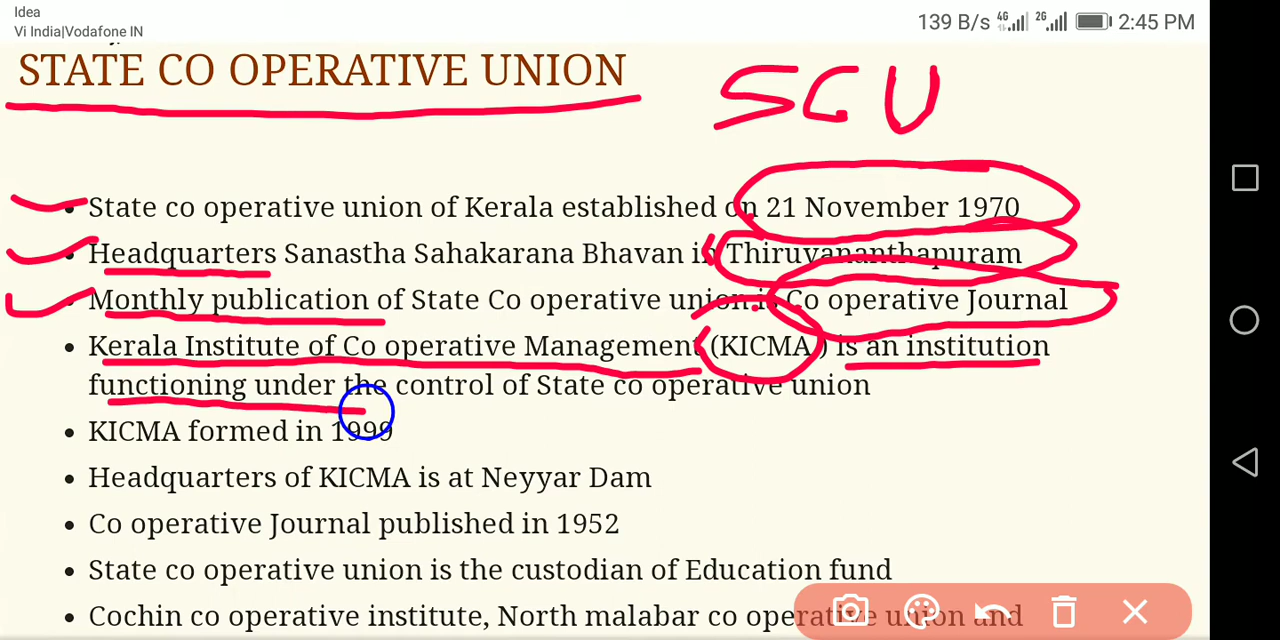 Idea
Vi India|Vodafone IN
139 B/s 4G 2G 2:45 PM
STATE CO OPERATIVE UNION
SCU
• State co operative union of Kerala established on 21 November 1970
• Headquarters Sanastha Sahakarana Bhavan in Thiruvananthapuram
• Monthly publication of State Co operative union is Co operative Journal
• Kerala Institute of Co operative Management (KICMA) is an institution
functioning under the control of State co operative union
• KICMA formed in 1999
• Headquarters of KICMA is at Neyyar Dam
• Co operative Journal published in 1952
• State co operative union is the custodian of Education fund
• Cochin co operative institute, North malabar co operative union and